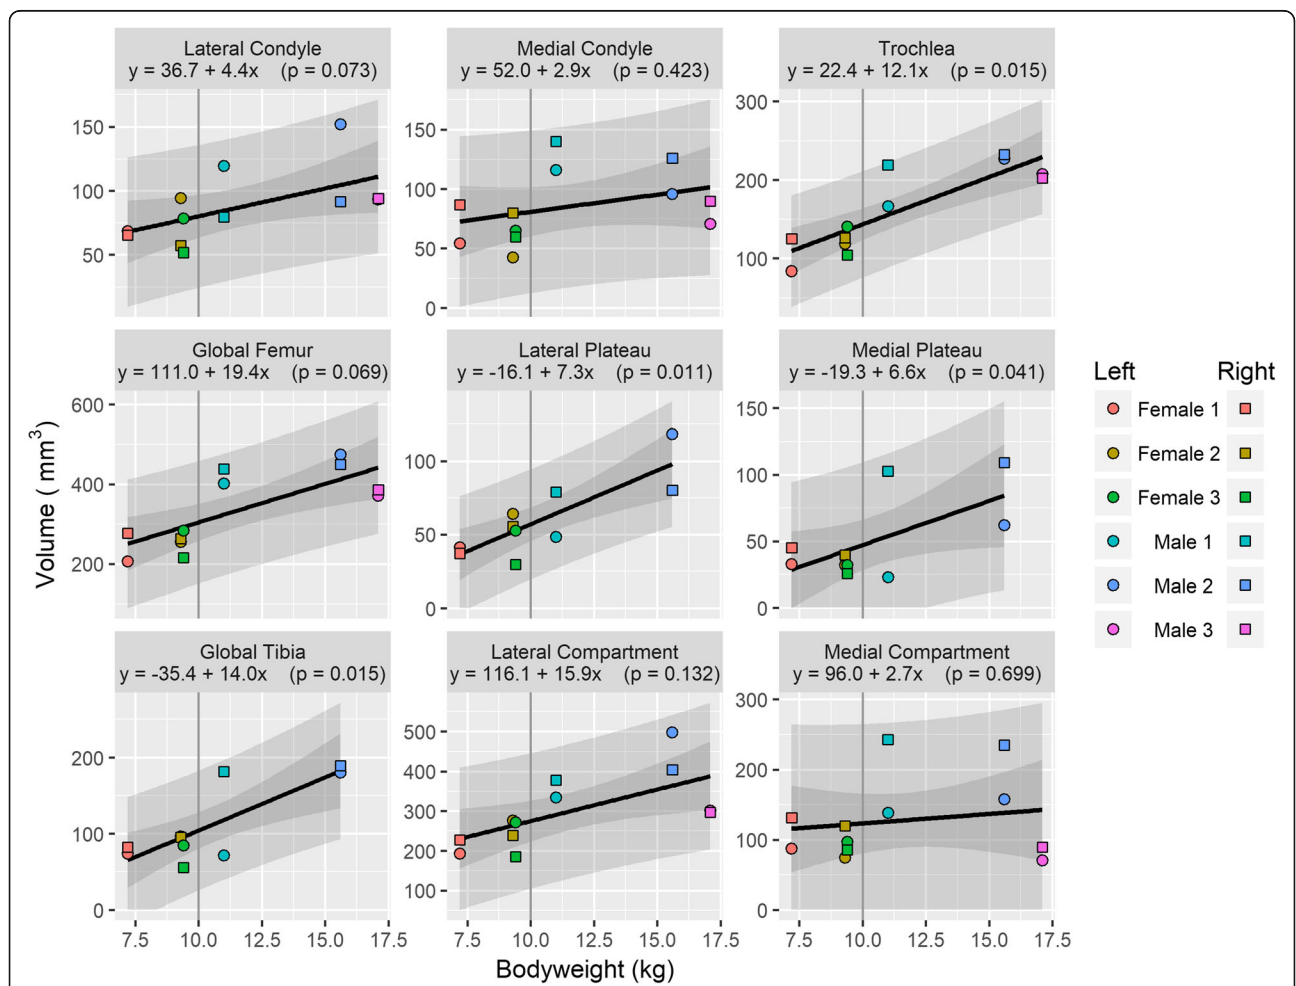 Lateral Condyle
y = 36.7 + 4.4x (p = 0.073)
Medial Condyle
y = 52.0 + 2.9x (p = 0.423)
Trochlea
y = 22.4 + 12.1x (p = 0.015)
150
100
50
150
100
50
0
300
200
100
Global Femur
y = 111.0 + 19.4x (p = 0.069)
Lateral Plateau
y = -16.1 + 7.3x (p = 0.011)
Medial Plateau
y = -19.3 + 6.6x (p = 0.041)
600
400
200
100
50
0
150
100
50
0
Global Tibia
y = -35.4 + 14.0x (p = 0.015)
Lateral Compartment
y = 116.1 + 15.9x (p = 0.132)
Medial Compartment
y = 96.0 + 2.7x (p = 0.699)
200
100
0
500
400
300
200
100
300
200
100
0
7.5 10.0 12.5 15.0 17.5
7.5 10.0 12.5 15.0 17.5
7.5 10.0 12.5 15.0 17.5
Bodyweight (kg)
Volume ( mm³)
Left Right
Female 1
Female 2
Female 3
Male 1
Male 2
Male 3